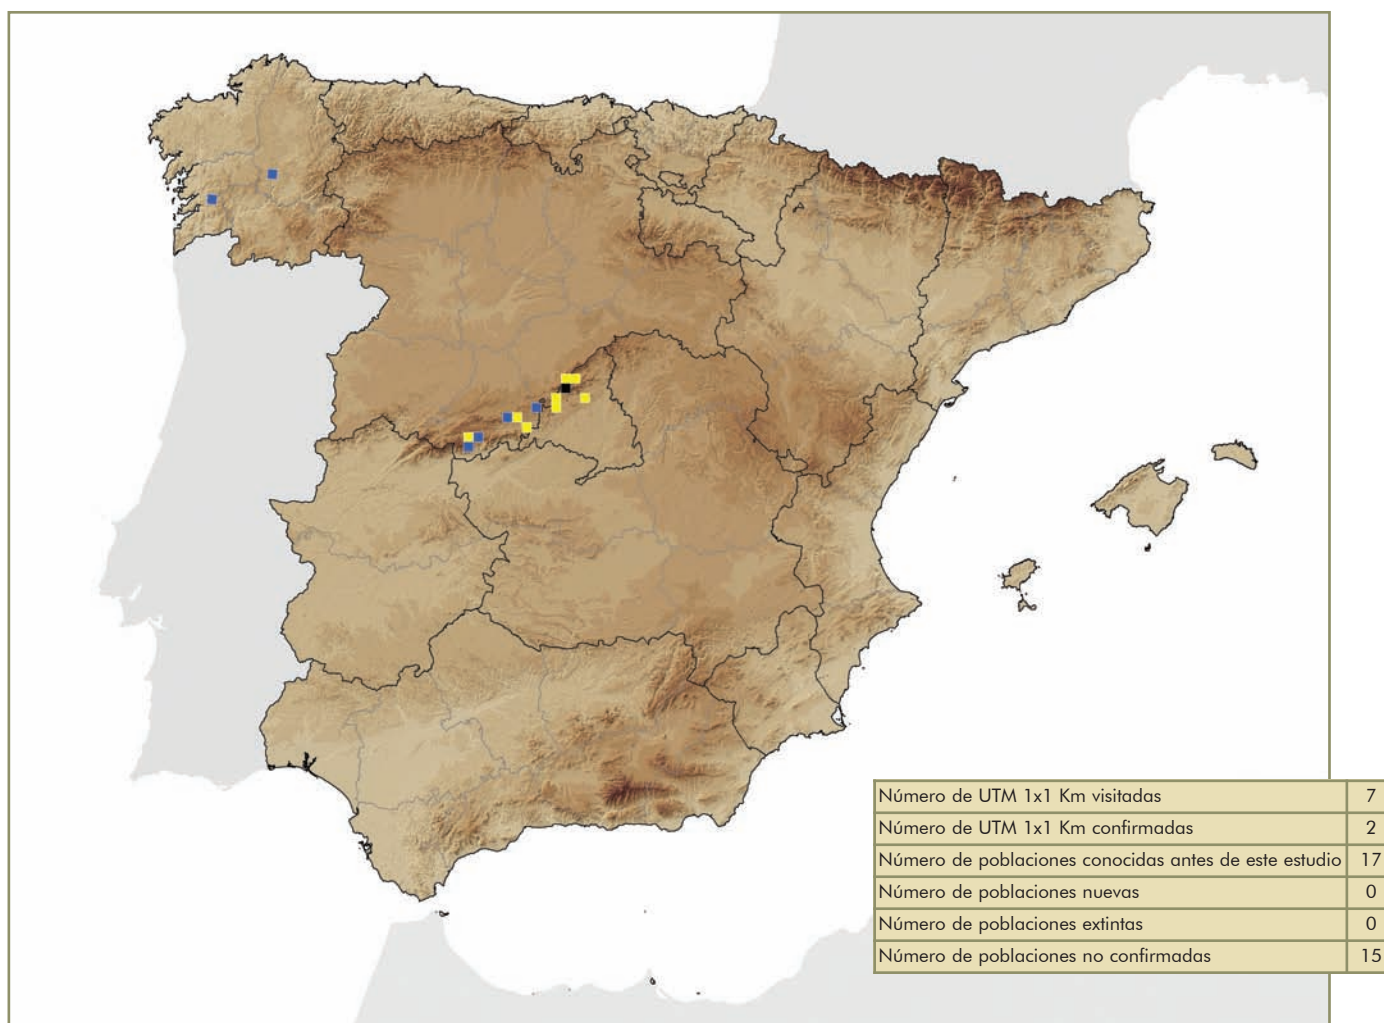 Número de UTM 1x1 Km visitadas 7
Número de UTM 1x1 Km confirmadas 2
Número de poblaciones conocidas antes de este estudio 17
Número de poblaciones nuevas 0
Número de poblaciones extintas 0
Número de poblaciones no confirmadas 15